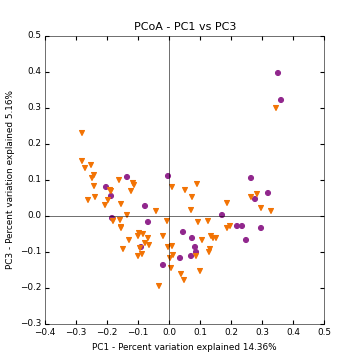 PCoA - PC1 vs PC3
PC3 - Percent variation explained 5.16%
0.5
0.4
0.3
0.2
0.1
0.0
−0.1
−0.2
−0.3
−0.4 −0.3 −0.2 −0.1 0.0 0.1 0.2 0.3 0.4 0.5
PC1 - Percent variation explained 14.36%